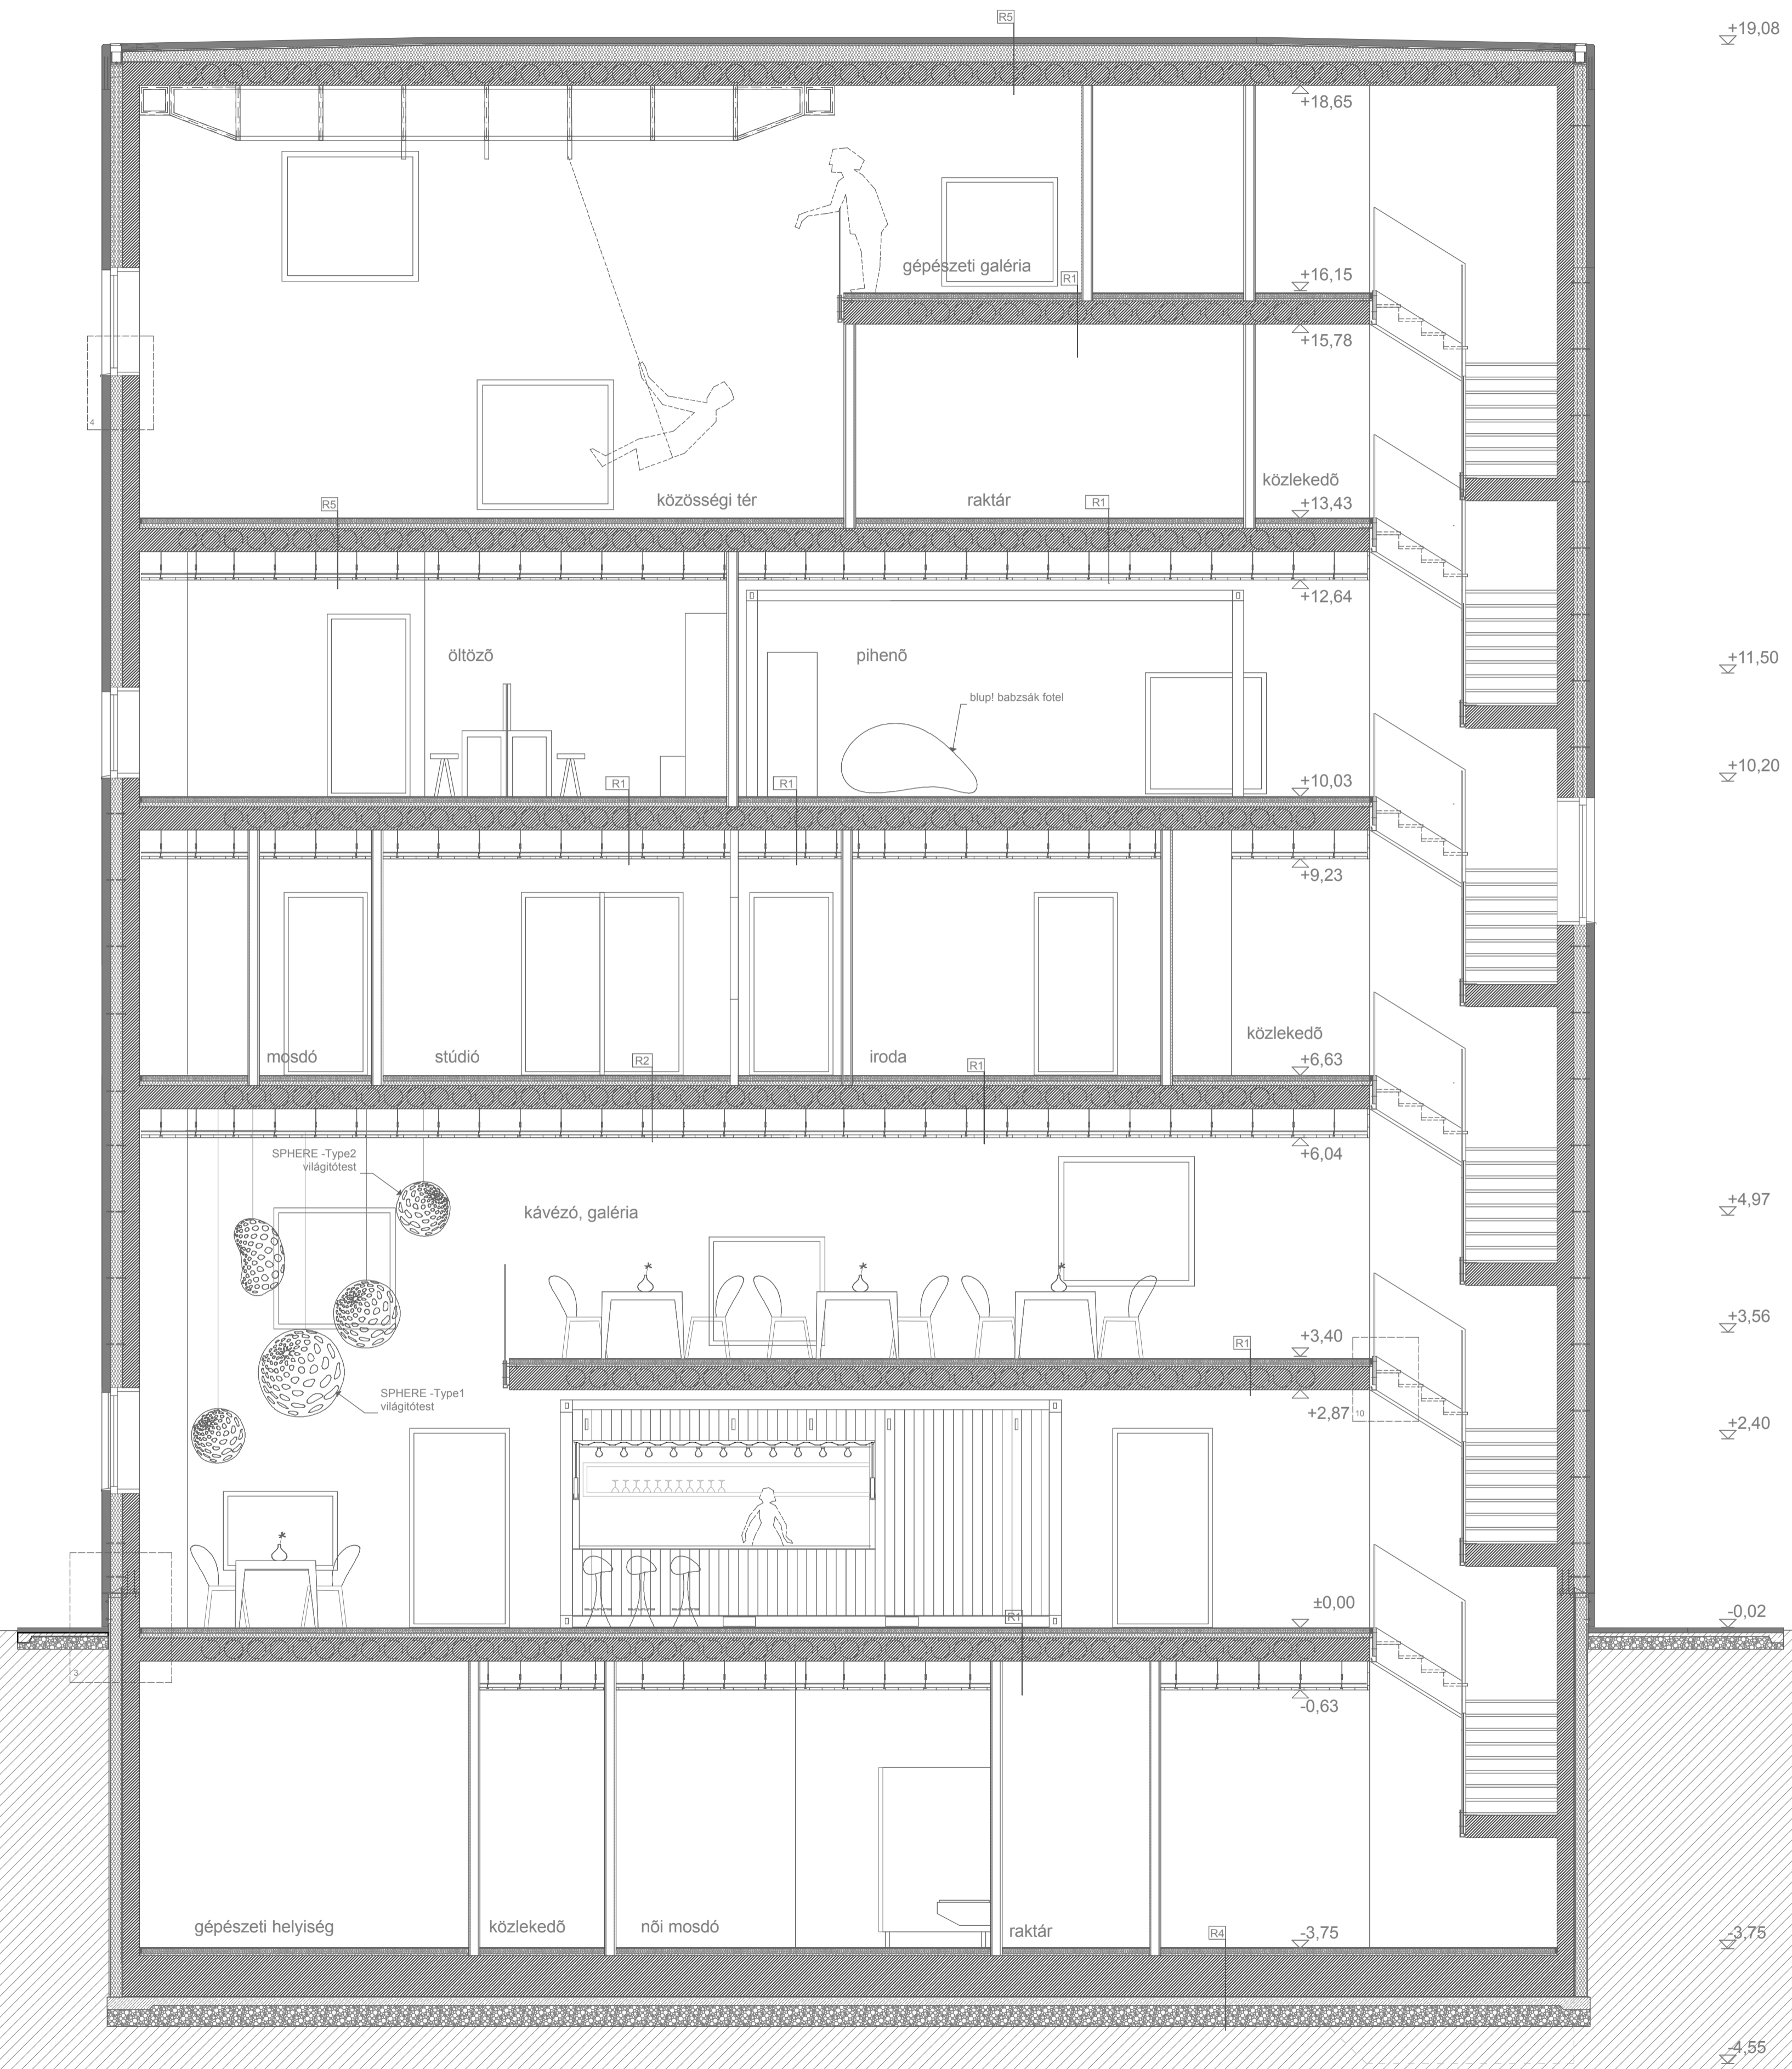 R5
+19,08
+18,65
gépészeti galéria
R1
+16,15
+15,78
4
közlekedõ
R5
közösségi tér
raktár
R1
+13,43
+12,64
öltözõ
pihenõ
+11,50
blup! babzsák fotel
+10,20
R1
R1
+10,03
+9,23
közlekedõ
mosdó
stúdió
R2
iroda
R1
+6,63
SPHERE -Type2
világitótest
+6,04
kávézó, galéria
+4,97
+3,56
R1
+3,40
SPHERE -Type1
világitótest
+2,87
10
+2,40
R1
±0,00
-0,02
3
-0,63
gépészeti helyiség
közlekedõ
nõi mosdó
raktár
R4
-3,75
-3,75
-4,55